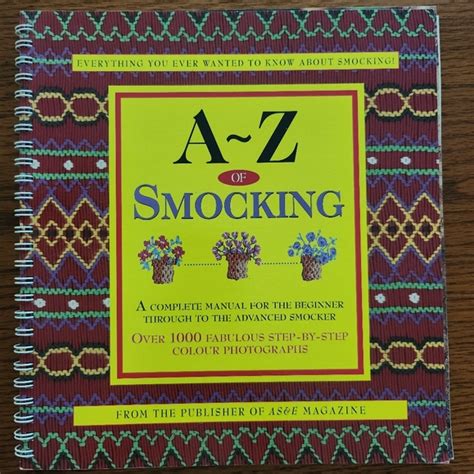 EVERYTHING YOU EVER WANTED TO KNOW ABOUT SMOCKING!
A~Z
OF
SMOCKING
A COMPLETE MANUAL FOR THE BEGINNER
THROUGH TO THE ADVANCED SMOCKER
OVER 1000 FABULOUS STEP-BY-STEP
COLOUR PHOTOGRAPHS
FROM THE PUBLISHER OF AS&E MAGAZINE